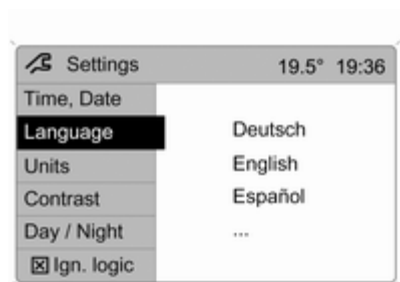 Settings 19.5° 19:36
Time, Date
Language Deutsch
Units English
Contrast Español
Day / Night ...
Ign. logic